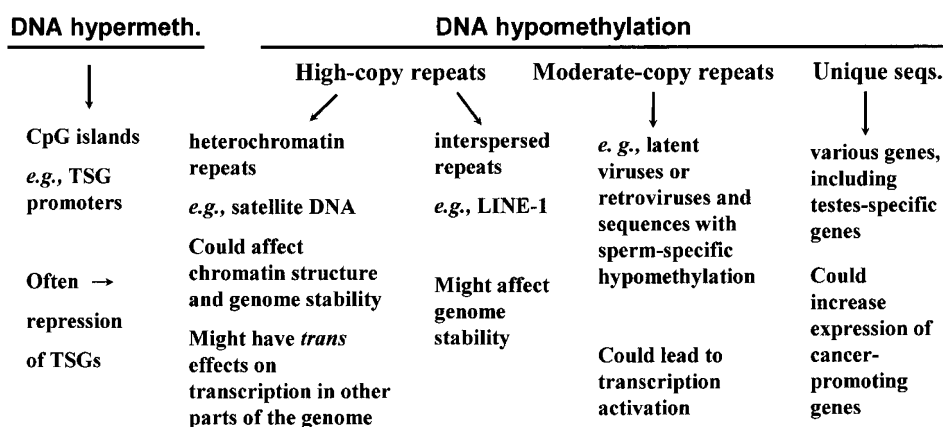 DNA hypermeth.
DNA hypomethylation
High-copy repeats
Moderate-copy repeats
Unique seqs.
CpG islands
e.g., TSG
promoters
Often →
repression
of TSGs
heterochromatin
repeats
e.g., satellite DNA
Could affect
chromatin structure
and genome stability
Might have trans
effects on
transcription in other
parts of the genome
interspersed
repeats
e.g., LINE-1
Might affect
genome
stability
e. g., latent
viruses or
retroviruses and
sequences with
sperm-specific
hypomethylation
Could lead to
transcription
activation
various genes,
including
testes-specific
genes
Could
increase
expression of
cancer-
promoting
genes